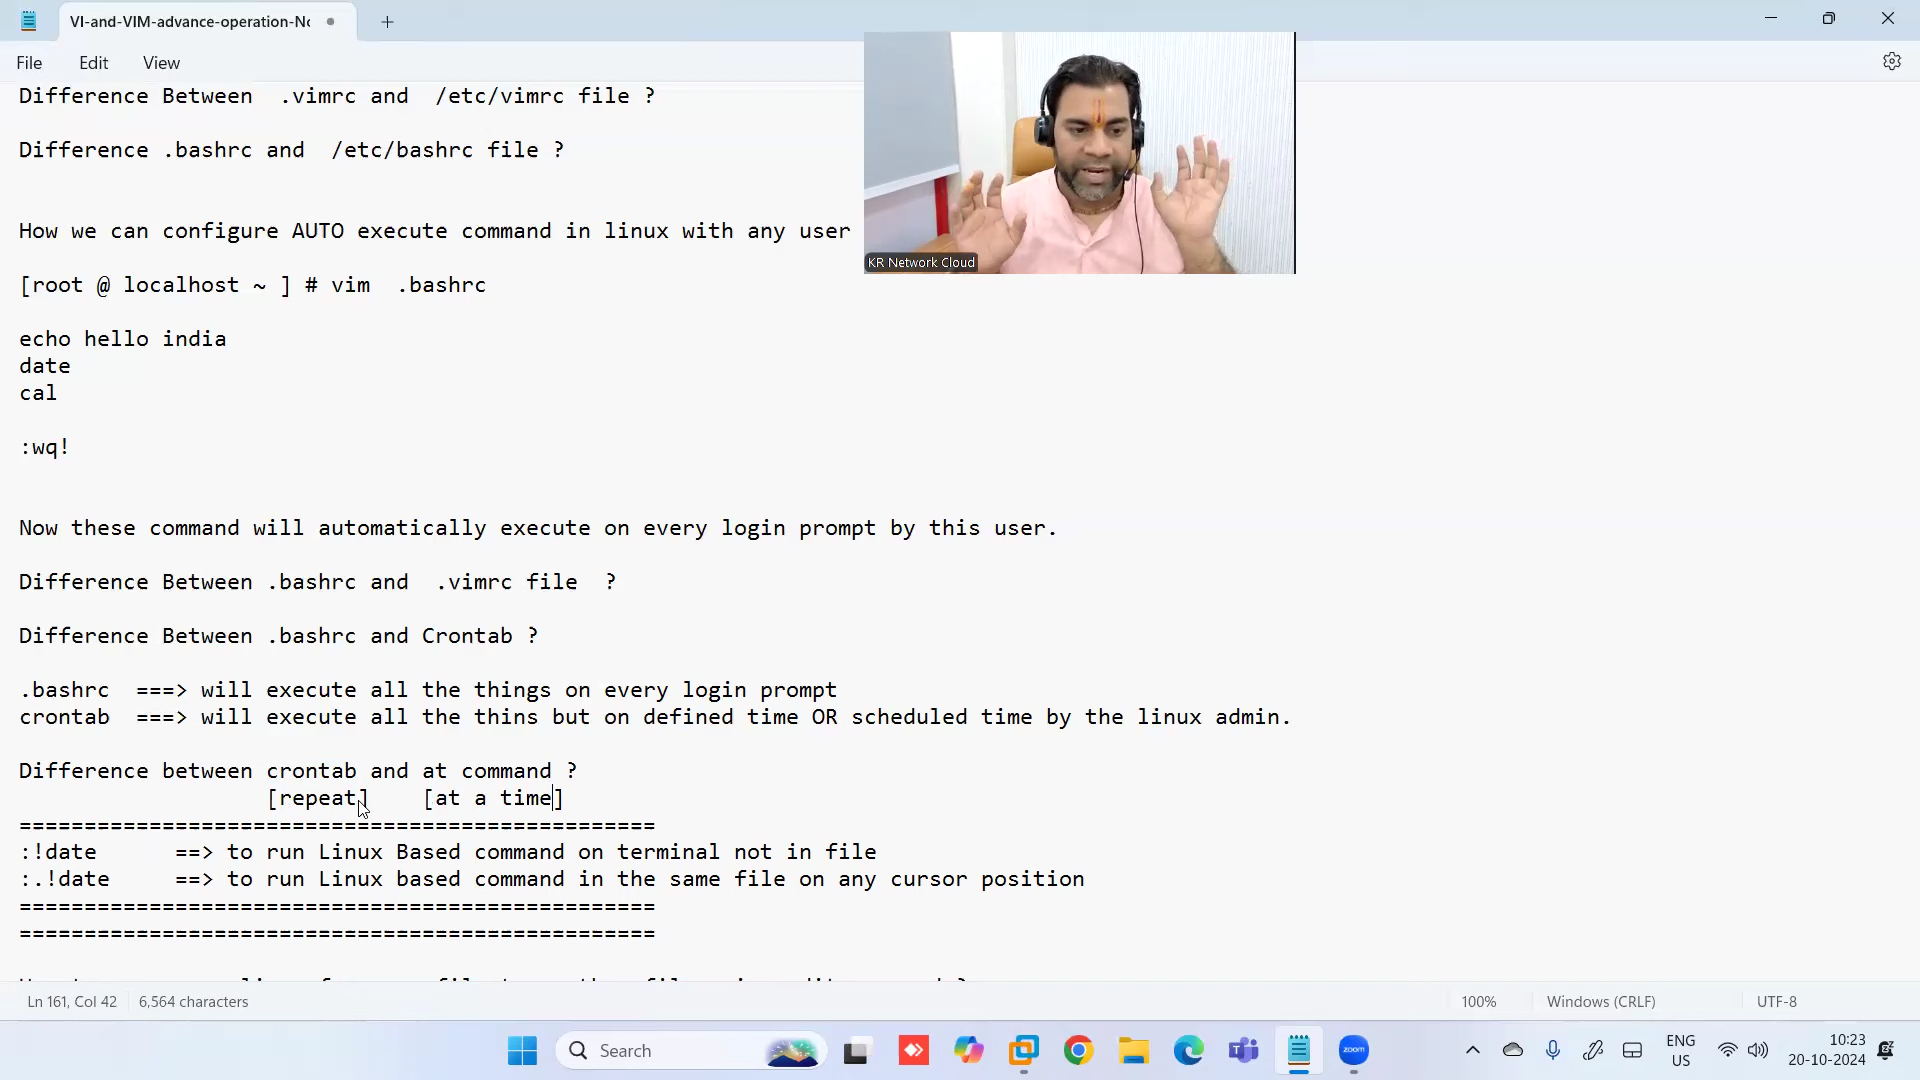 VI-and-VIM-advance-operation-No
File Edit View
Difference Between .vimrc and /etc/vimrc file ?
Difference .bashrc and /etc/bashrc file ?
How we can configure AUTO execute command in linux with any user
[root @ localhost ~ ] # vim .bashrc
echo hello india
date
cal
:wq!
Now these command will automatically execute on every login prompt by this user.
Difference Between .bashrc and .vimrc file ?
Difference Between .bashrc and Crontab ?
.bashrc ===> will execute all the things on every login prompt
crontab ===> will execute all the thins but on defined time OR scheduled time by the linux admin.
Difference between crontab and at command ?
[repeat] [at a time]
=================================================
:!date ==> to run Linux Based command on terminal not in file
:.!date ==> to run Linux based command in the same file on any cursor position
=================================================
=================================================
KR Network Cloud
Ln 161, Col 42 6,564 characters 100% Windows (CRLF) UTF-8
Search
zoom
ENG
US
10:23
20-10-2024